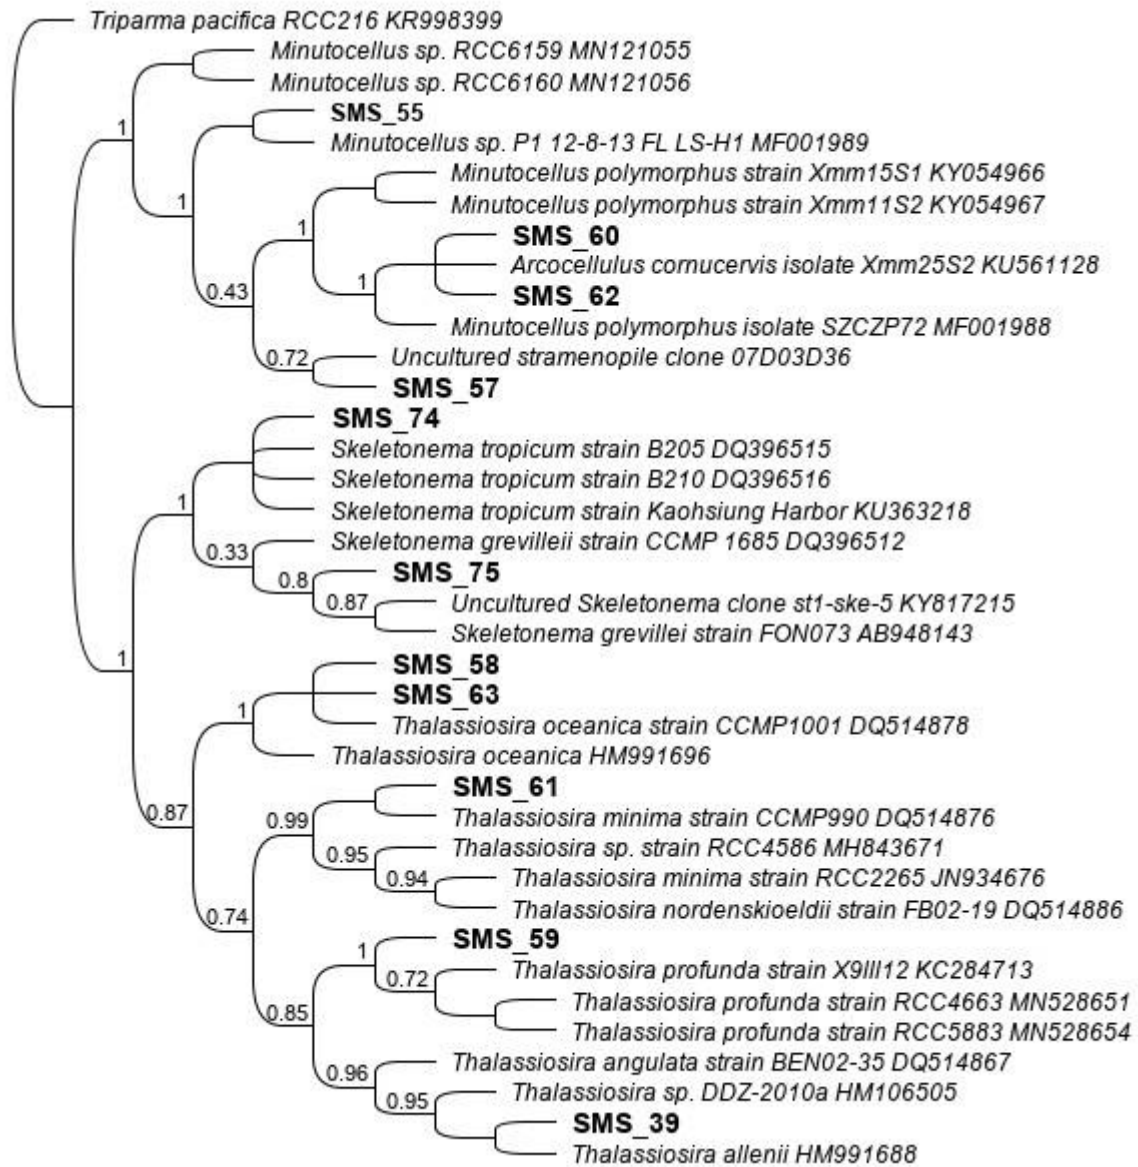 Triparma pacifica RCC216 KR998399
Minutocellus sp. RCC6159 MN121055
Minutocellus sp. RCC6160 MN121056
SMS_55
1
Minutocellus sp. P1 12-8-13 FL LS-H1 MF001989
Minutocellus polymorphus strain Xmm15S1 KY054966
1
Minutocellus polymorphus strain Xmm11S2 KY054967
1
SMS_60
Arcocellulus cornucervis isolate Xmm25S2 KU561128
1
SMS_62
0.43
Minutocellus polymorphus isolate SZCZP72 MF001988
0.72
Uncultured stramenopile clone 07D03D36
SMS_57
SMS_74
Skeletonema tropicum strain B205 DQ396515
Skeletonema tropicum strain B210 DQ396516
1
Skeletonema tropicum strain Kaohsiung Harbor KU363218
0.33
Skeletonema grevilleii strain CCMP 1685 DQ396512
0.8
SMS_75
0.87
Uncultured Skeletonema clone st1-ske-5 KY817215
Skeletonema grevillei strain FON073 AB948143
1
SMS_58
SMS_63
1
Thalassiosira oceanica strain CCMP1001 DQ514878
Thalassiosira oceanica HM991696
SMS_61
0.87
0.99
Thalassiosira minima strain CCMP990 DQ514876
0.95
Thalassiosira sp. strain RCC4586 MH843671
0.94
Thalassiosira minima strain RCC2265 JN934676
0.74
Thalassiosira nordenskioeldii strain FB02-19 DQ514886
SMS_59
1
Thalassiosira profunda strain X9III12 KC284713
0.72
Thalassiosira profunda strain RCC4663 MN528651
0.85
Thalassiosira profunda strain RCC5883 MN528654
Thalassiosira angulata strain BEN02-35 DQ514867
0.96
Thalassiosira sp. DDZ-2010a HM106505
0.95
SMS_39
Thalassiosira allenii HM991688